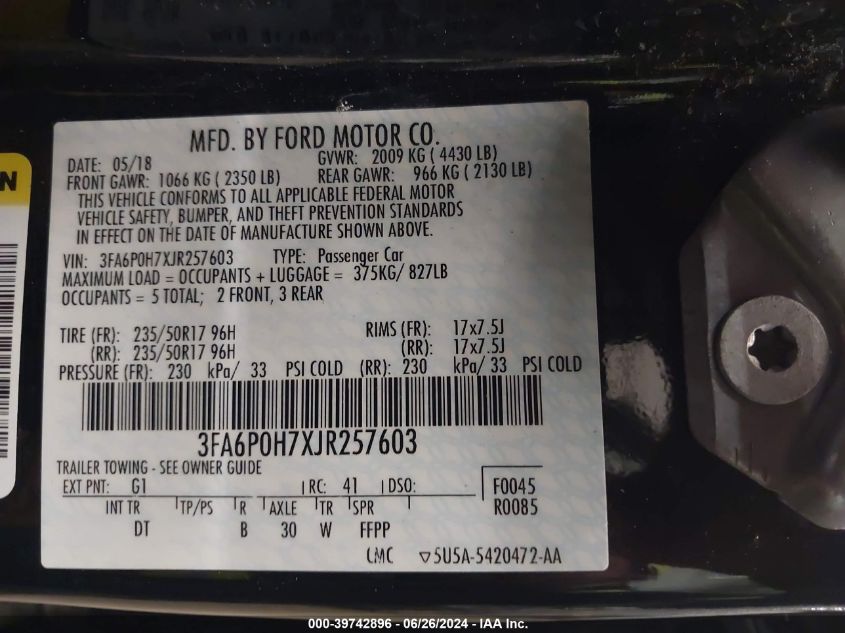 MFD. BY FORD MOTOR CO.
DATE: 05/18 GVWR: 2009 KG ( 4430 LB)
FRONT GAWR: 1066 KG ( 2350 LB) REAR GAWR: 966 KG ( 2130 LB)
THIS VEHICLE CONFORMS TO ALL APPLICABLE FEDERAL MOTOR
VEHICLE SAFETY, BUMPER, AND THEFT PREVENTION STANDARDS
IN EFFECT ON THE DATE OF MANUFACTURE SHOWN ABOVE.
VIN: 3FA6P0H7XJR257603 TYPE: Passenger Car
MAXIMUM LOAD = OCCUPANTS + LUGGAGE = 375KG/ 827LB
OCCUPANTS = 5 TOTAL; 2 FRONT, 3 REAR
TIRE (FR): 235/50R17 96H RIMS (FR): 17x7.5J
(RR): 235/50R17 96H (RR): 17x7.5J
PRESSURE (FR): 230 kPa/ 33 PSI COLD (RR): 230 kPa/ 33 PSI COLD
3FA6P0H7XJR257603
TRAILER TOWING - SEE OWNER GUIDE
EXT PNT: G1 RC: 41 DSO: F0045
INT TR TP/PS R AXLE TR SPR R0085
DT B 30 W FFPP
LMC ▽5U5A-5420472-AA
N
000-39742896 - 06/26/2024 - IAA Inc.